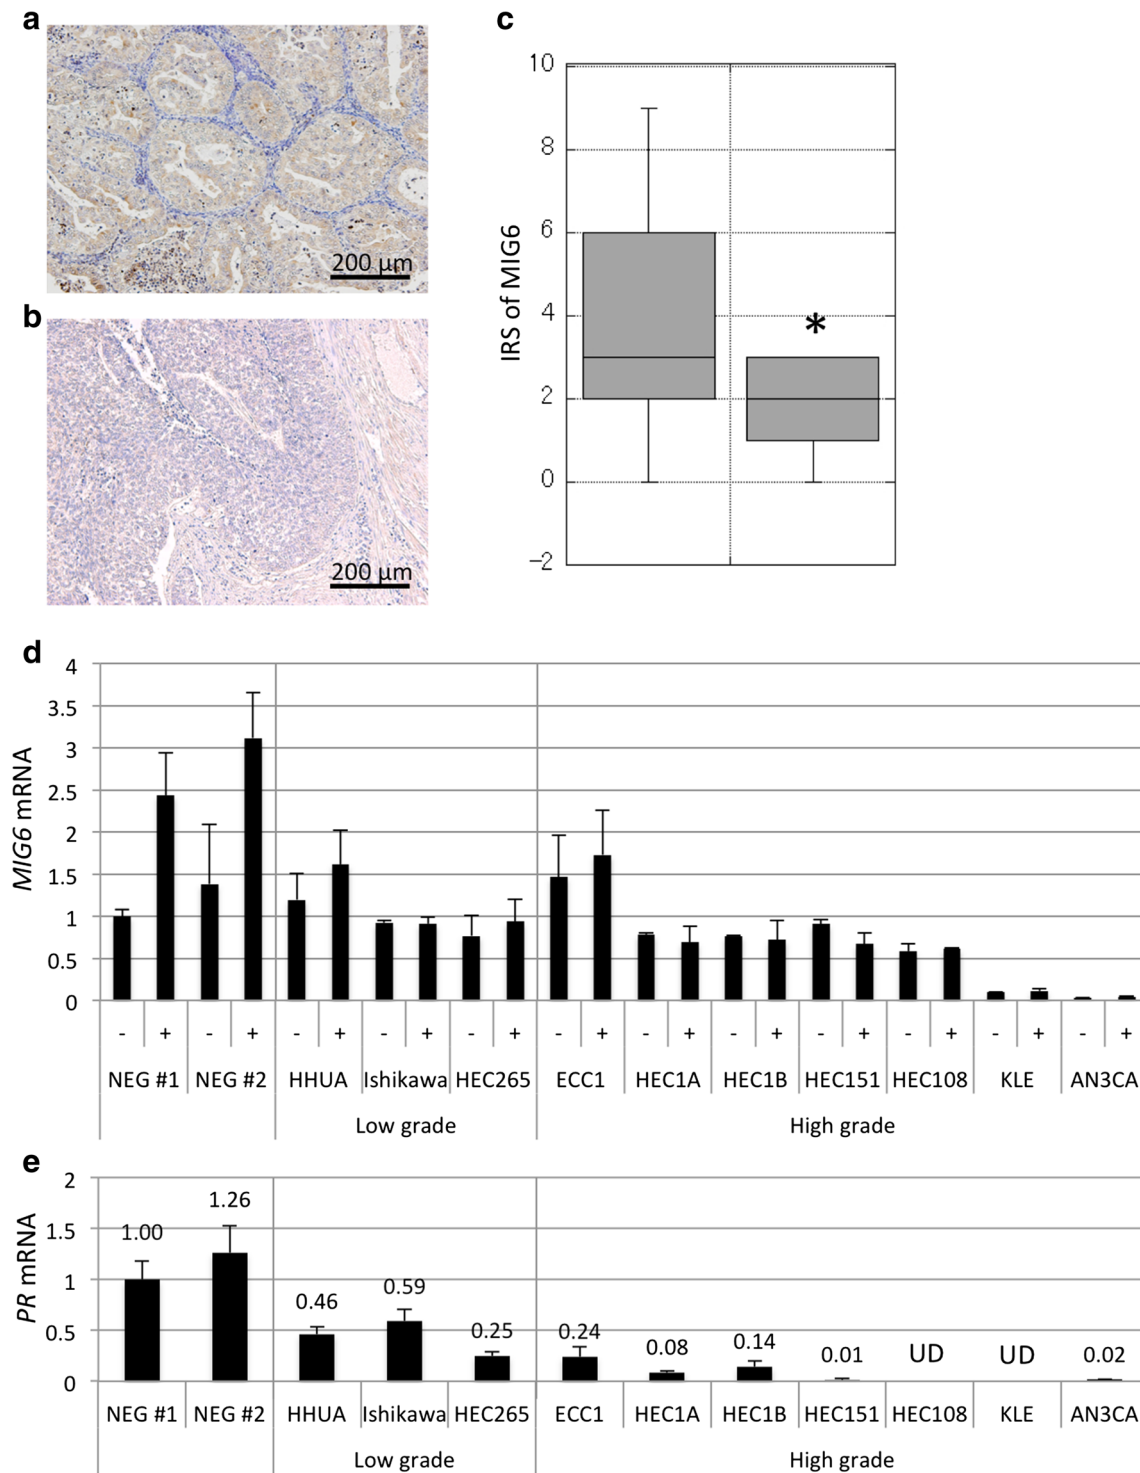 a
200 µm
b
200 µm
c
10
8
6
4
2
0
−2
IRS of MIG6
*
d
4
3.5
3
2.5
2
1.5
1
0.5
0
MIG6 mRNA
- + - + - + - + - + - + - + - + - + - + - + - +
NEG #1 NEG #2 HHUA Ishikawa HEC265 ECC1 HEC1A HEC1B HEC151 HEC108 KLE AN3CA
Low grade High grade
e
2
1.5
1
0.5
0
PR mRNA
1.00 1.26 0.46 0.59 0.25 0.24 0.08 0.14 0.01 UD UD 0.02
NEG #1 NEG #2 HHUA Ishikawa HEC265 ECC1 HEC1A HEC1B HEC151 HEC108 KLE AN3CA
Low grade High grade